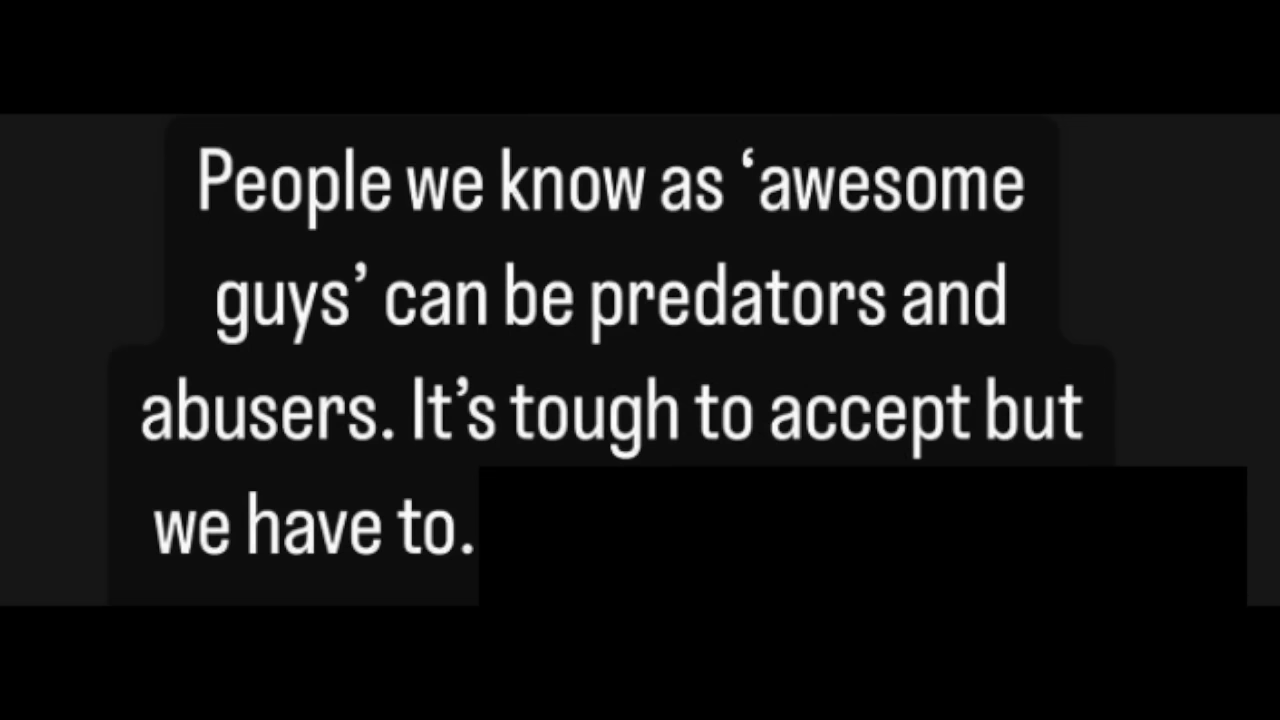 People we know as ‘awesome
guys’ can be predators and
abusers. It’s tough to accept but
we have to.